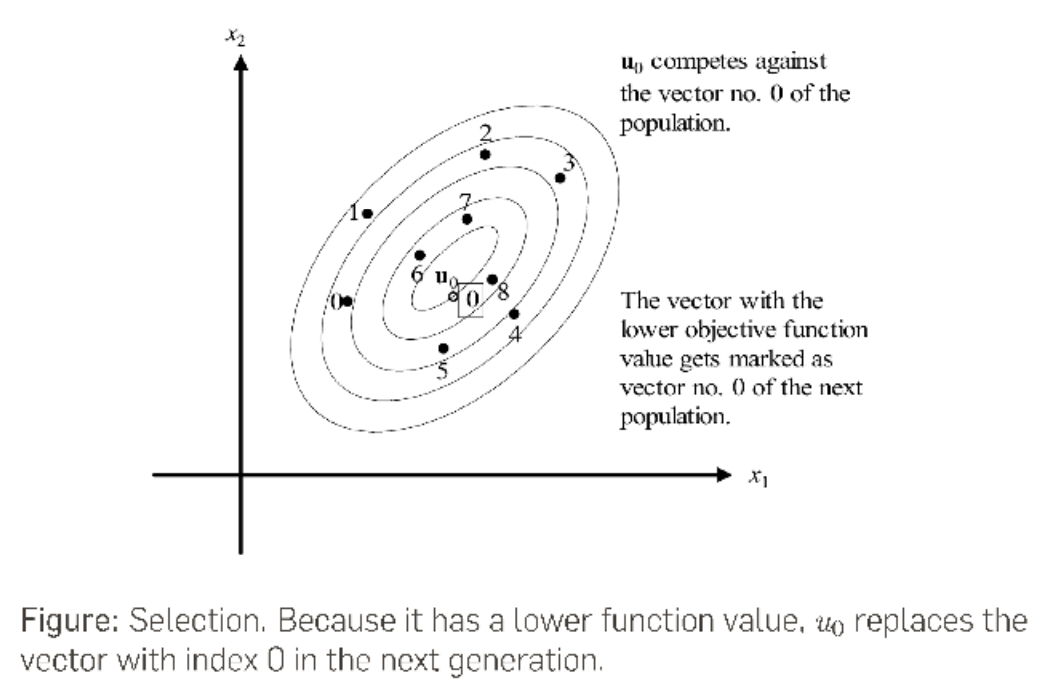 x2
u0 competes against
the vector no. 0 of the
population.
2
3
1
7
6
u0
0
0
8
4
5
The vector with the
lower objective function
value gets marked as
vector no. 0 of the next
population.
x1
Figure: Selection. Because it has a lower function value, u0 replaces the
vector with index 0 in the next generation.